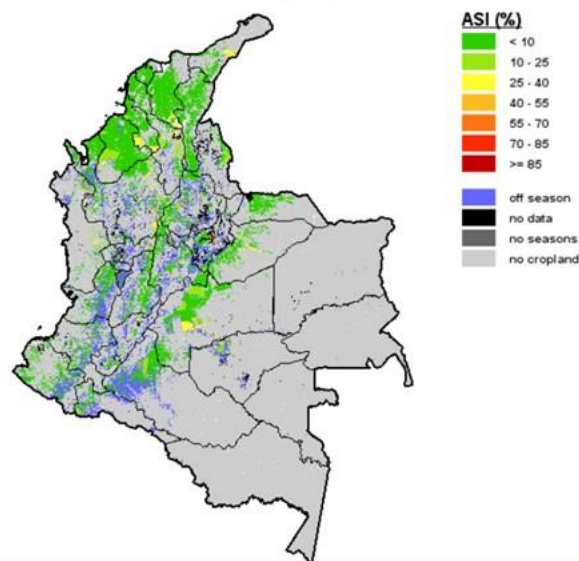 ASI (%)
< 10
10 - 25
25 - 40
40 - 55
55 - 70
70 - 85
>= 85
off season
no data
no seasons
no cropland